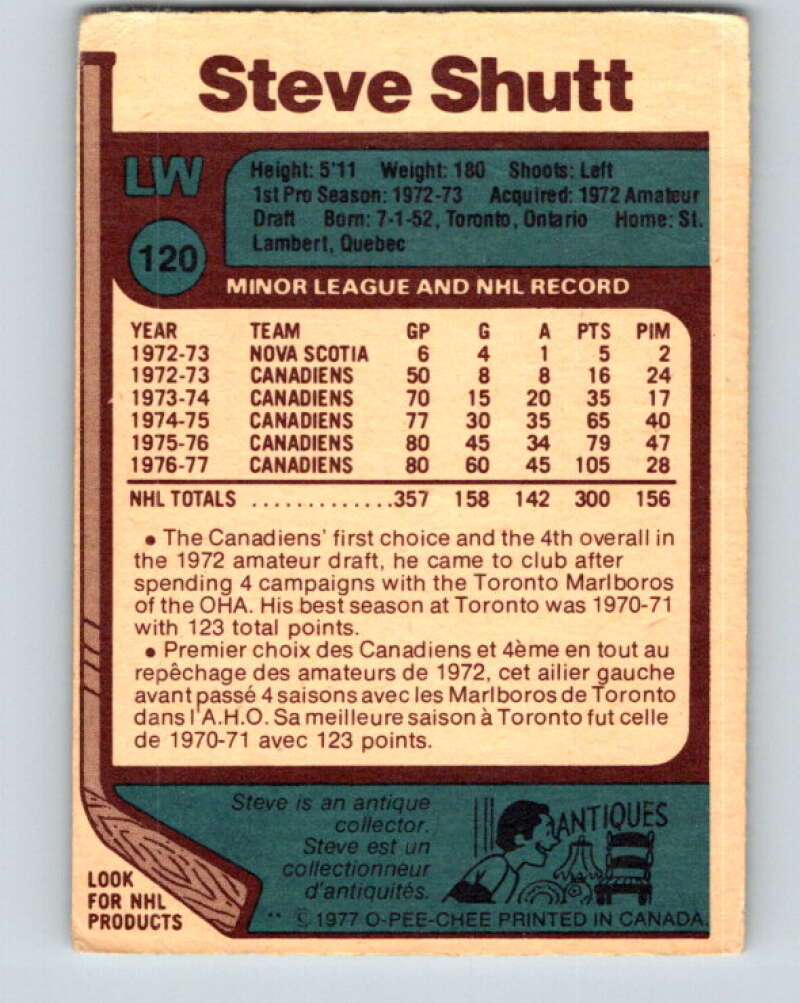 Steve Shutt
LW
120
Height: 5'11 Weight: 180 Shoots: Left
1st Pro Season: 1972-73 Acquired: 1972 Amateur
Draft Born: 7-1-52, Toronto, Ontario Home: St.
Lambert, Quebec
MINOR LEAGUE AND NHL RECORD
YEAR TEAM GP G A PTS PIM
1972-73 NOVA SCOTIA 6 4 1 5 2
1972-73 CANADIENS 50 8 8 16 24
1973-74 CANADIENS 70 15 20 35 17
1974-75 CANADIENS 77 30 35 65 40
1975-76 CANADIENS 80 45 34 79 47
1976-77 CANADIENS 80 60 45 105 28
NHL TOTALS .............357 158 142 300 156
● The Canadiens' first choice and the 4th overall in
the 1972 amateur draft, he came to club after
spending 4 campaigns with the Toronto Marlboros
of the OHA. His best season at Toronto was 1970-71
with 123 total points.
● Premier choix des Canadiens et 4ème en tout au
repêchage des amateurs de 1972, cet ailier gauche
avant passé 4 saisons avec les Marlboros de Toronto
dans l'A.H.O. Sa meilleure saison à Toronto fut celle
de 1970-71 avec 123 points.
Steve is an antique
collector.
Steve est un
collectionneur
d'antiquités.
ANTIQUES
LOOK
FOR NHL
PRODUCTS
** © 1977 O-PEE-CHEE PRINTED IN CANADA.